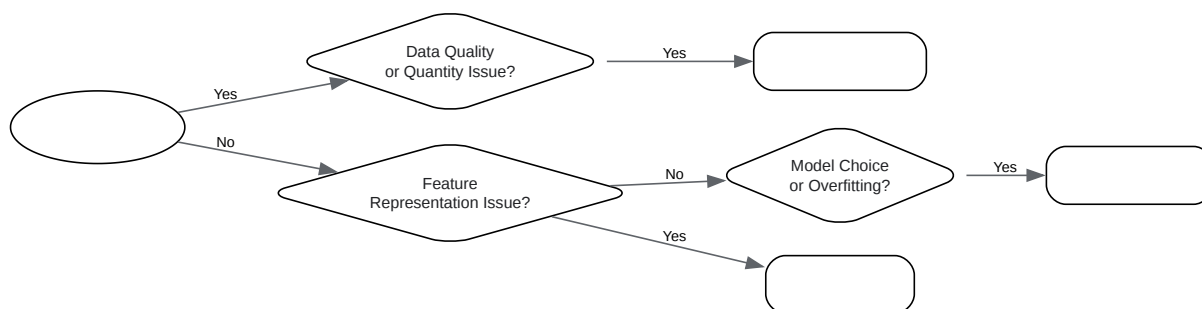 Data Quality
or Quantity Issue?
Yes
Yes
No
Feature
Representation Issue?
No
Model Choice
or Overfitting?
Yes
Yes